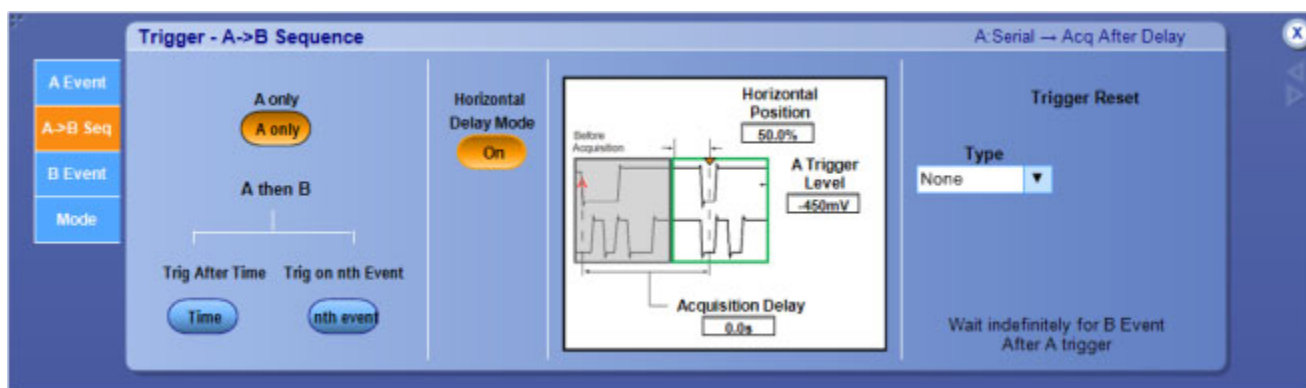 Trigger - A->B Sequence
A:Serial → Acq After Delay
X
A Event
A->B Seq
B Event
Mode
A only
A only
A then B
Trig After Time
Trig on nth Event
Time
nth event
Horizontal
Delay Mode
On
Horizontal
Position
50.0%
Before
Acquisition
A Trigger
Level
-450mV
A
Acquisition Delay
0.0s
Trigger Reset
Type
None
Wait indefinitely for B Event
After A trigger